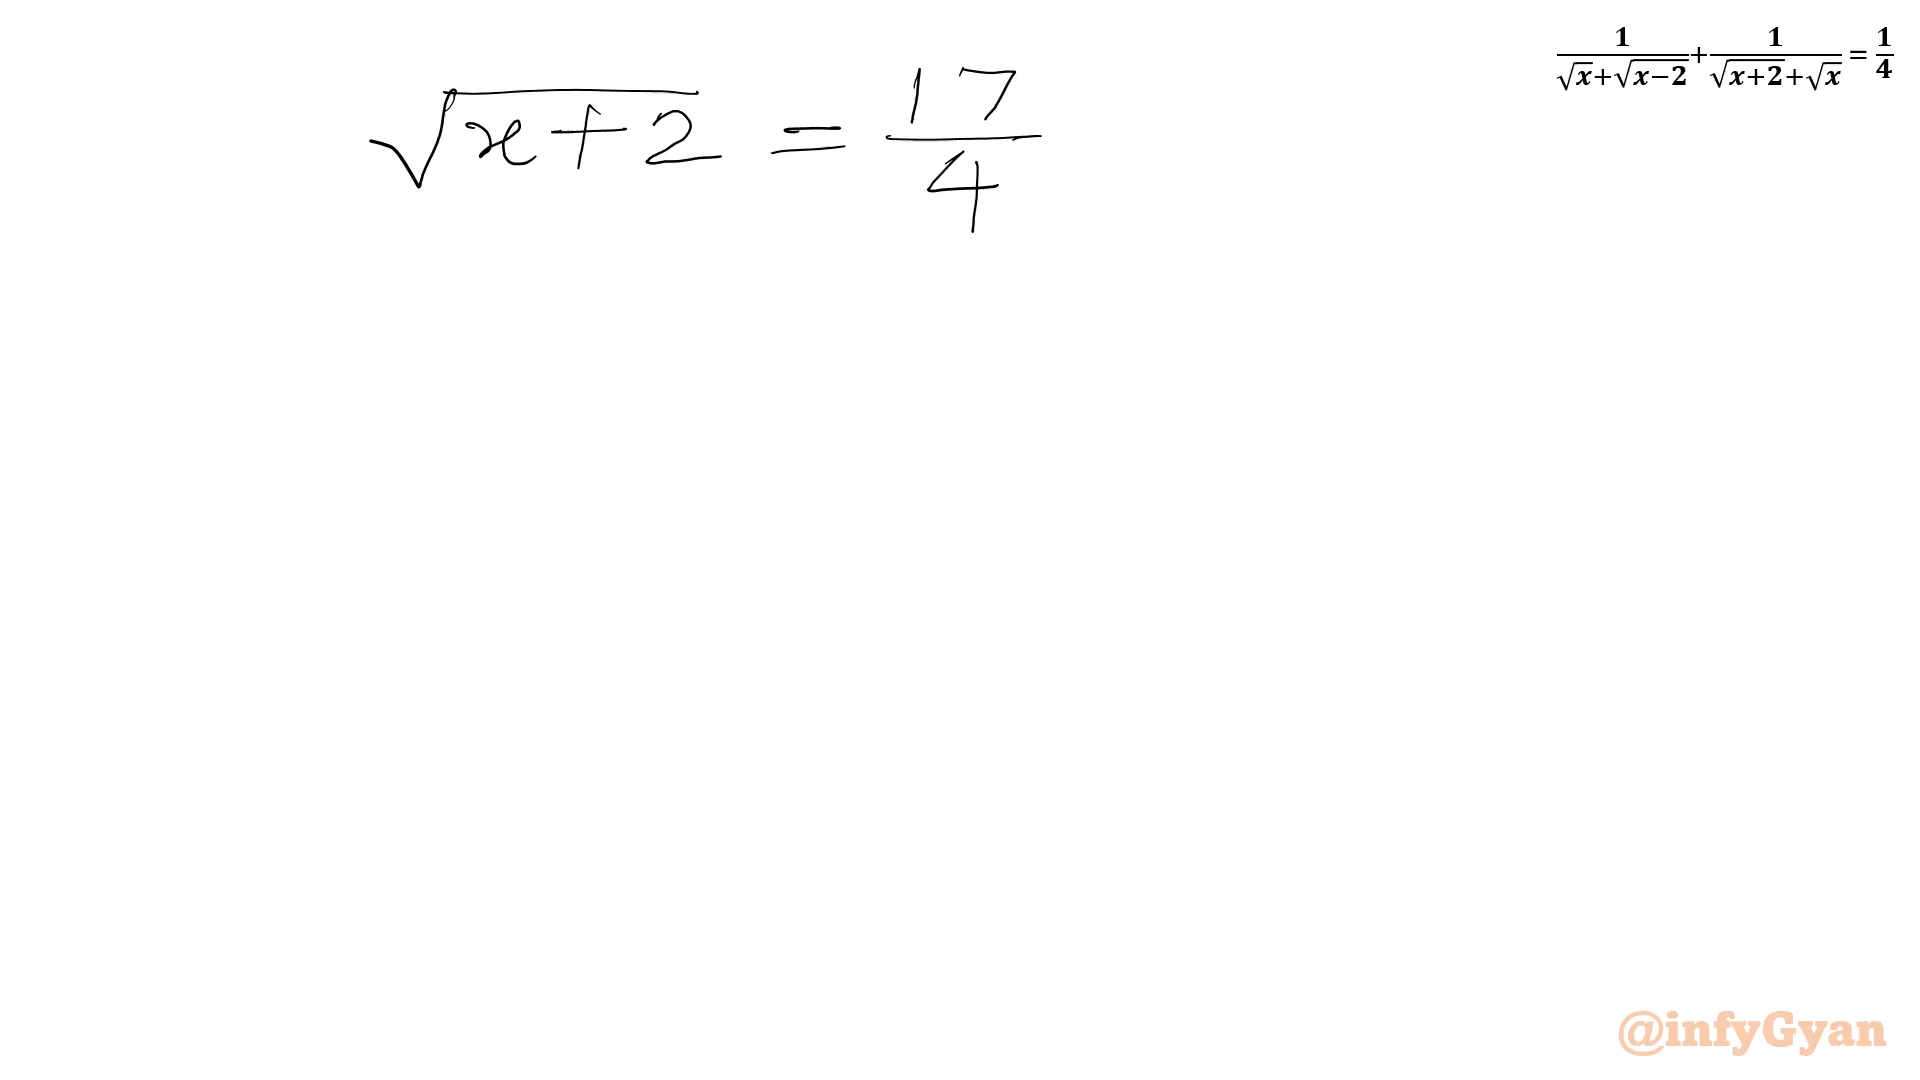 √(x+2) = 17/4
1/(√x+√(x−2)) + 1/(√(x+2)+√x) = 1/4
@infyGyan